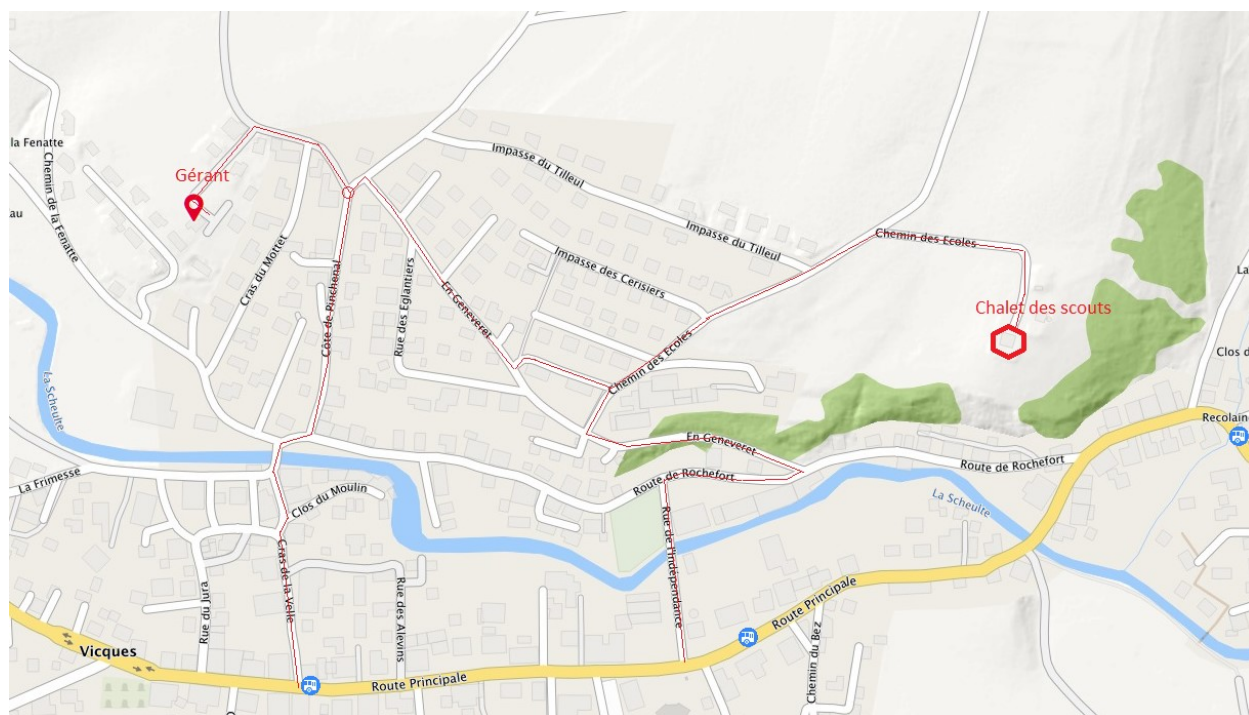 la Fenatte
Chemin de la Fenatte
au
Gérant
Cras du Mottet
Côte de Pinchenal
Rue des Eglantiers
En Geneveret
Impasse du Tilleul
Impasse du Tilleul
Impasse des Cerisiers
Chemin des Ecoles
Chemin des Ecoles
Chalet des scouts
La Scheulte
La Frimesse
Clos du Moulin
Cras de la Velle
Rue du Jura
Rue des Alevins
En Geneveret
Route de Rochefort
Route de Rochefort
Rue de l'Indépendance
La Scheulte
Recolaine
Vicques
Route Principale
Route Principale
Chemin du Bez
La
Clos d